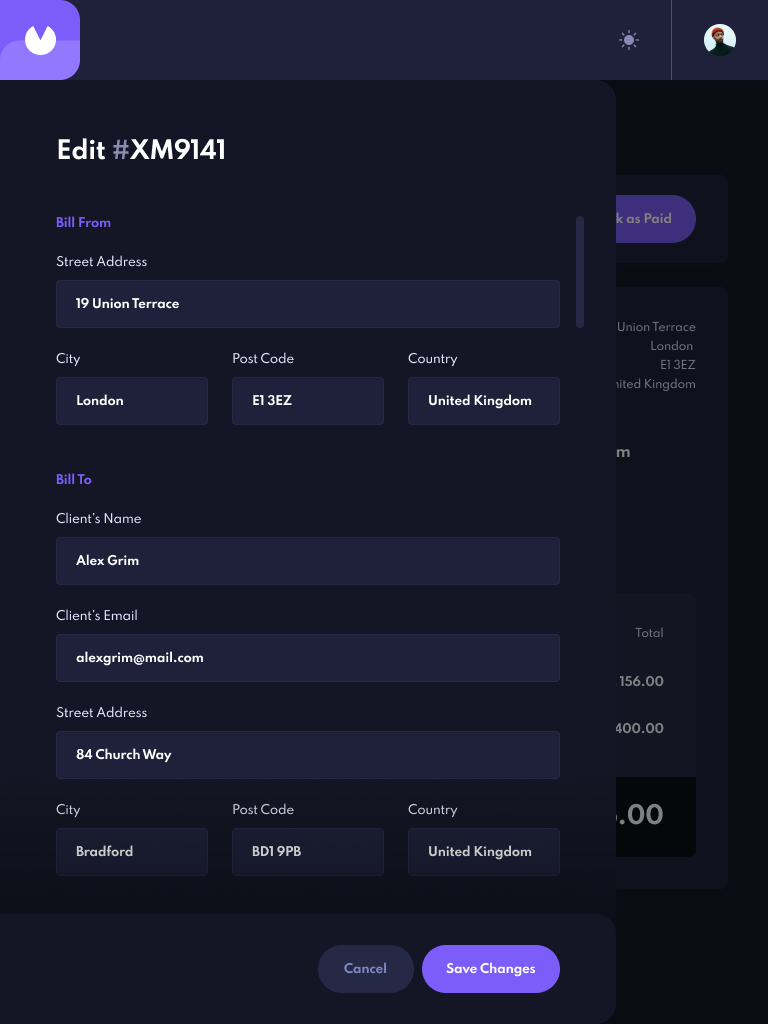 Edit #XM9141
Bill From
Street Address
19 Union Terrace
City Post Code Country
London E1 3EZ United Kingdom
Bill To
Client's Name
Alex Grim
Client's Email
alexgrim@mail.com
Street Address
84 Church Way
City Post Code Country
Bradford BD1 9PB United Kingdom
Cancel Save Changes
as Paid
Union Terrace
London
E1 3EZ
Kingdom
Total
156.00
400.00
.00